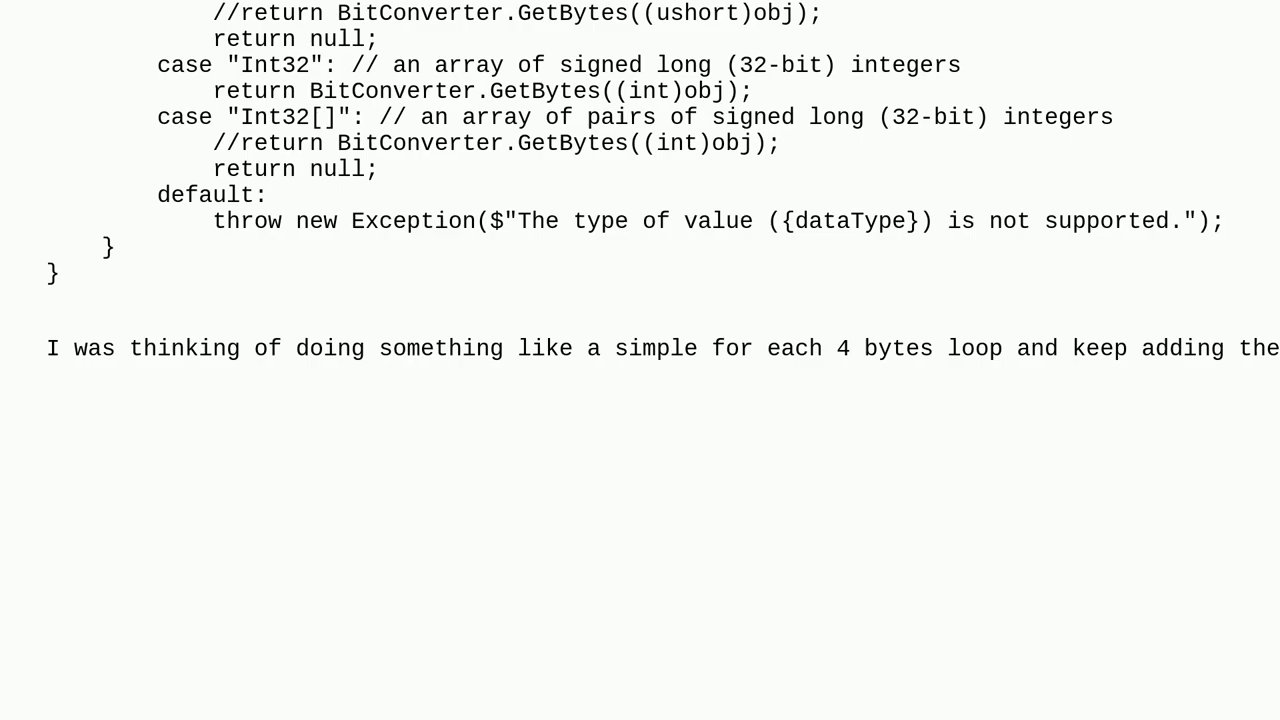 //return BitConverter.GetBytes((ushort)obj);
return null;
case "Int32": // an array of signed long (32-bit) integers
return BitConverter.GetBytes((int)obj);
case "Int32[]": // an array of pairs of signed long (32-bit) integers
//return BitConverter.GetBytes((int)obj);
return null;
default:
throw new Exception($"The type of value ({dataType}) is not supported.");
}
}
I was thinking of doing something like a simple for each 4 bytes loop and keep adding the